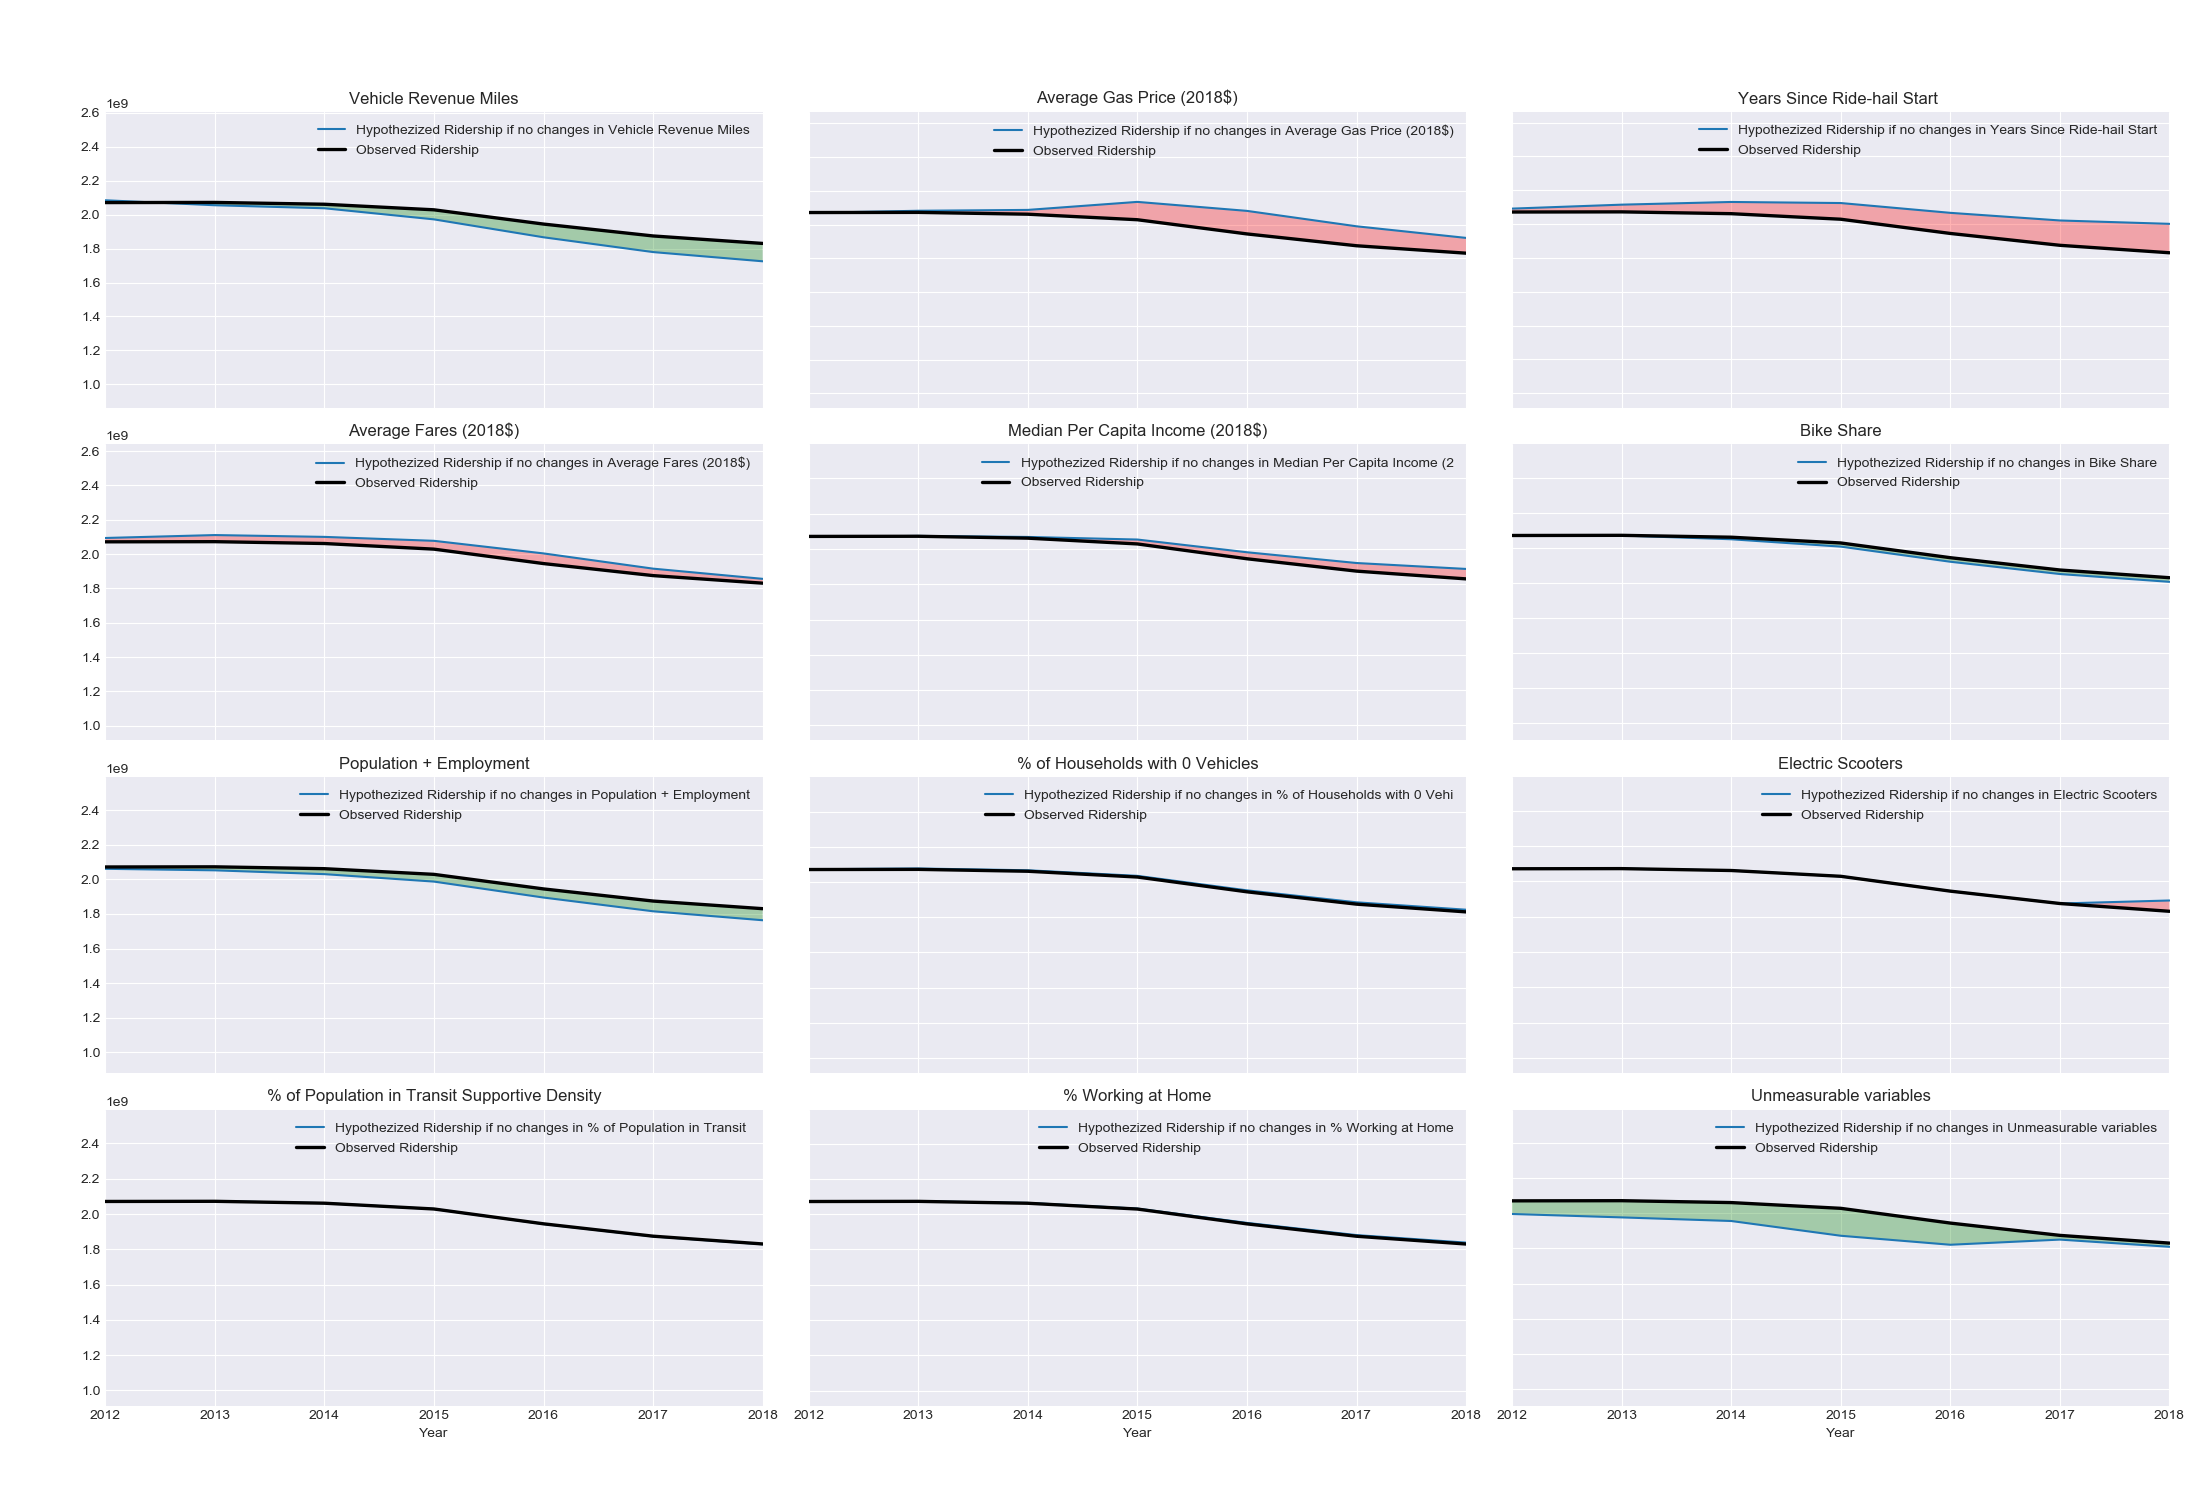 Vehicle Revenue Miles
1e9
Hypothezized Ridership if no changes in Vehicle Revenue Miles
Observed Ridership
2.6
2.4
2.2
2.0
1.8
1.6
1.4
1.2
1.0
Average Gas Price (2018$)
Hypothezized Ridership if no changes in Average Gas Price (2018$)
Observed Ridership
Years Since Ride-hail Start
Hypothezized Ridership if no changes in Years Since Ride-hail Start
Observed Ridership
Average Fares (2018$)
1e9
Hypothezized Ridership if no changes in Average Fares (2018$)
Observed Ridership
2.6
2.4
2.2
2.0
1.8
1.6
1.4
1.2
1.0
Median Per Capita Income (2018$)
Hypothezized Ridership if no changes in Median Per Capita Income (2
Observed Ridership
Bike Share
Hypothezized Ridership if no changes in Bike Share
Observed Ridership
Population + Employment
1e9
Hypothezized Ridership if no changes in Population + Employment
Observed Ridership
2.4
2.2
2.0
1.8
1.6
1.4
1.2
1.0
% of Households with 0 Vehicles
Hypothezized Ridership if no changes in % of Households with 0 Vehi
Observed Ridership
Electric Scooters
Hypothezized Ridership if no changes in Electric Scooters
Observed Ridership
% of Population in Transit Supportive Density
1e9
Hypothezized Ridership if no changes in % of Population in Transit
Observed Ridership
2.4
2.2
2.0
1.8
1.6
1.4
1.2
1.0
2012 2013 2014 2015 2016 2017 2018
Year
% Working at Home
Hypothezized Ridership if no changes in % Working at Home
Observed Ridership
2012 2013 2014 2015 2016 2017 2018
Year
Unmeasurable variables
Hypothezized Ridership if no changes in Unmeasurable variables
Observed Ridership
2012 2013 2014 2015 2016 2017 2018
Year